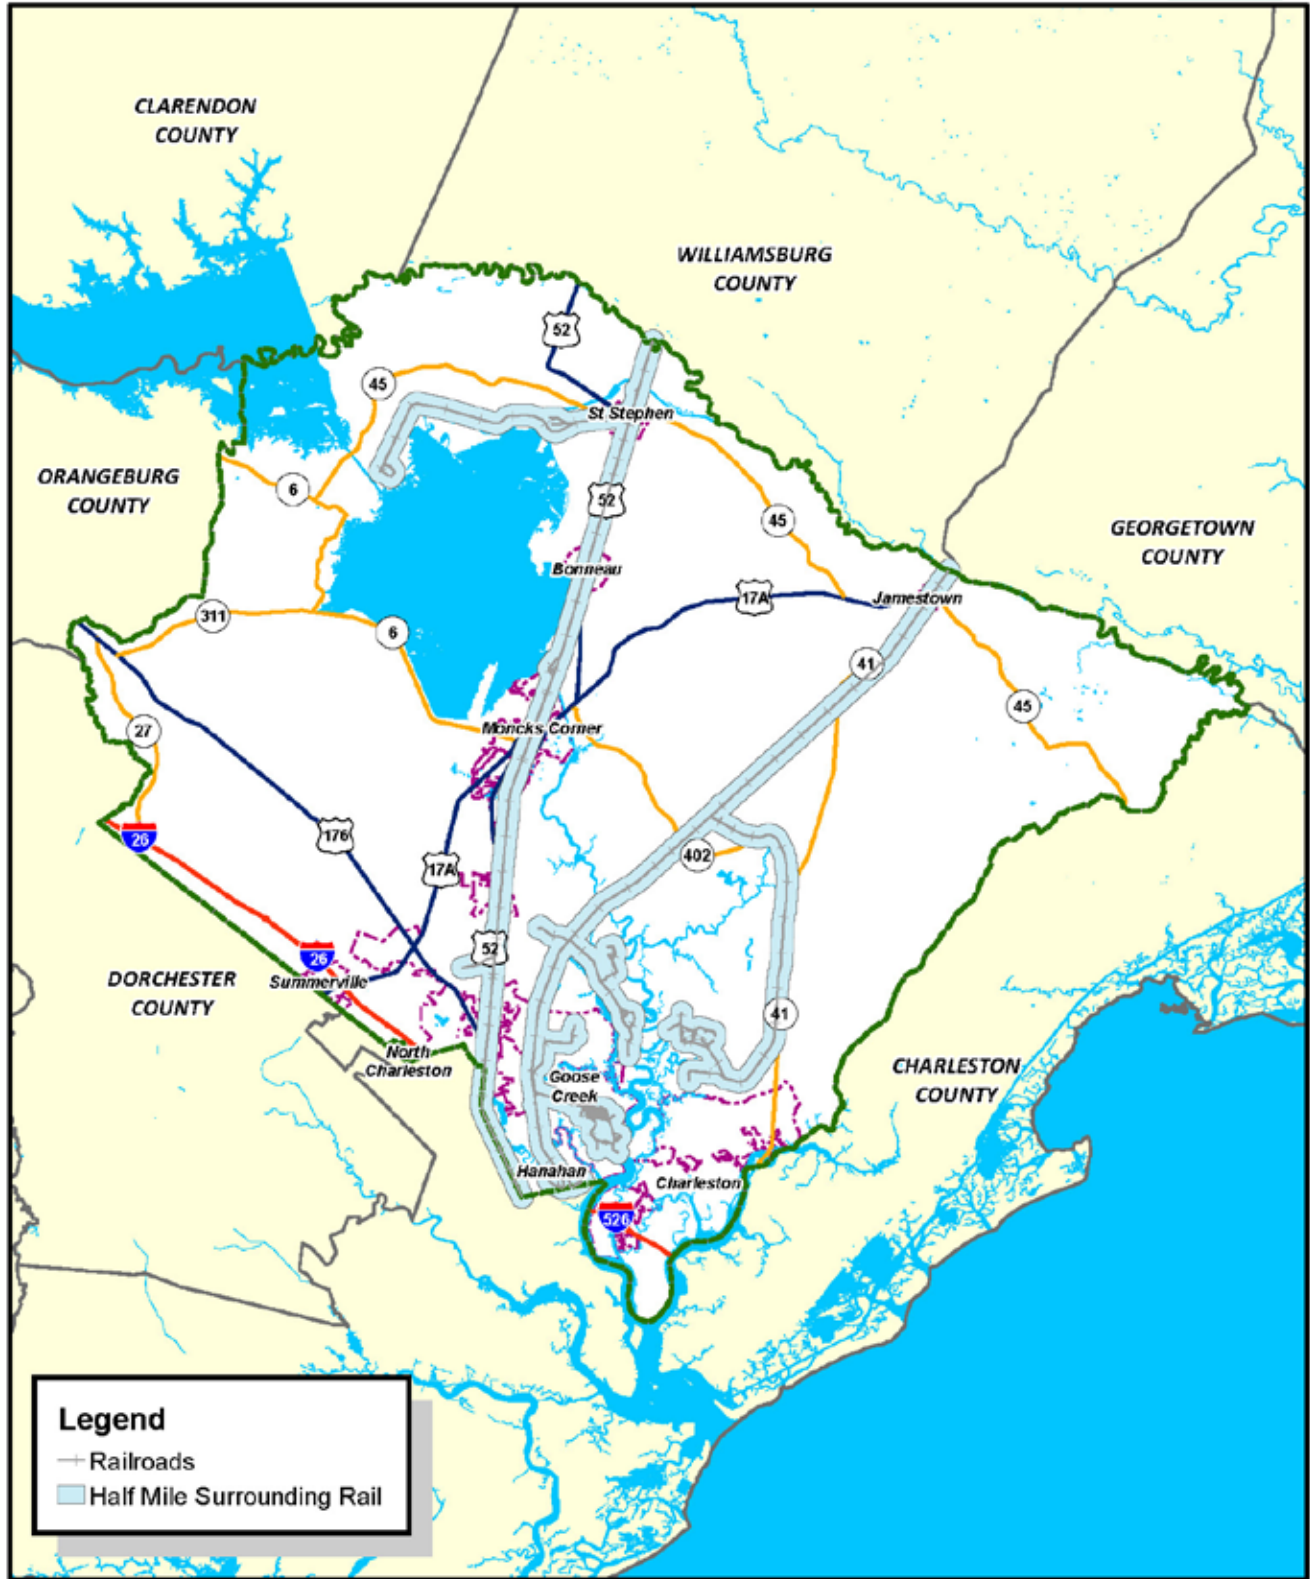 CLARENDON
COUNTY
WILLIAMSBURG
COUNTY
52
45
St Stephen
ORANGEBURG
COUNTY
6
52
45
GEORGETOWN
COUNTY
Bonneau
17A
Jamestown
311
6
41
27
45
Moncks Corner
26
176
17A
402
52
26
DORCHESTER
COUNTY
Summerville
41
North
Charleston
Goose
Creek
CHARLESTON
COUNTY
Hanahan
Charleston
526
Legend
Railroads
Half Mile Surrounding Rail